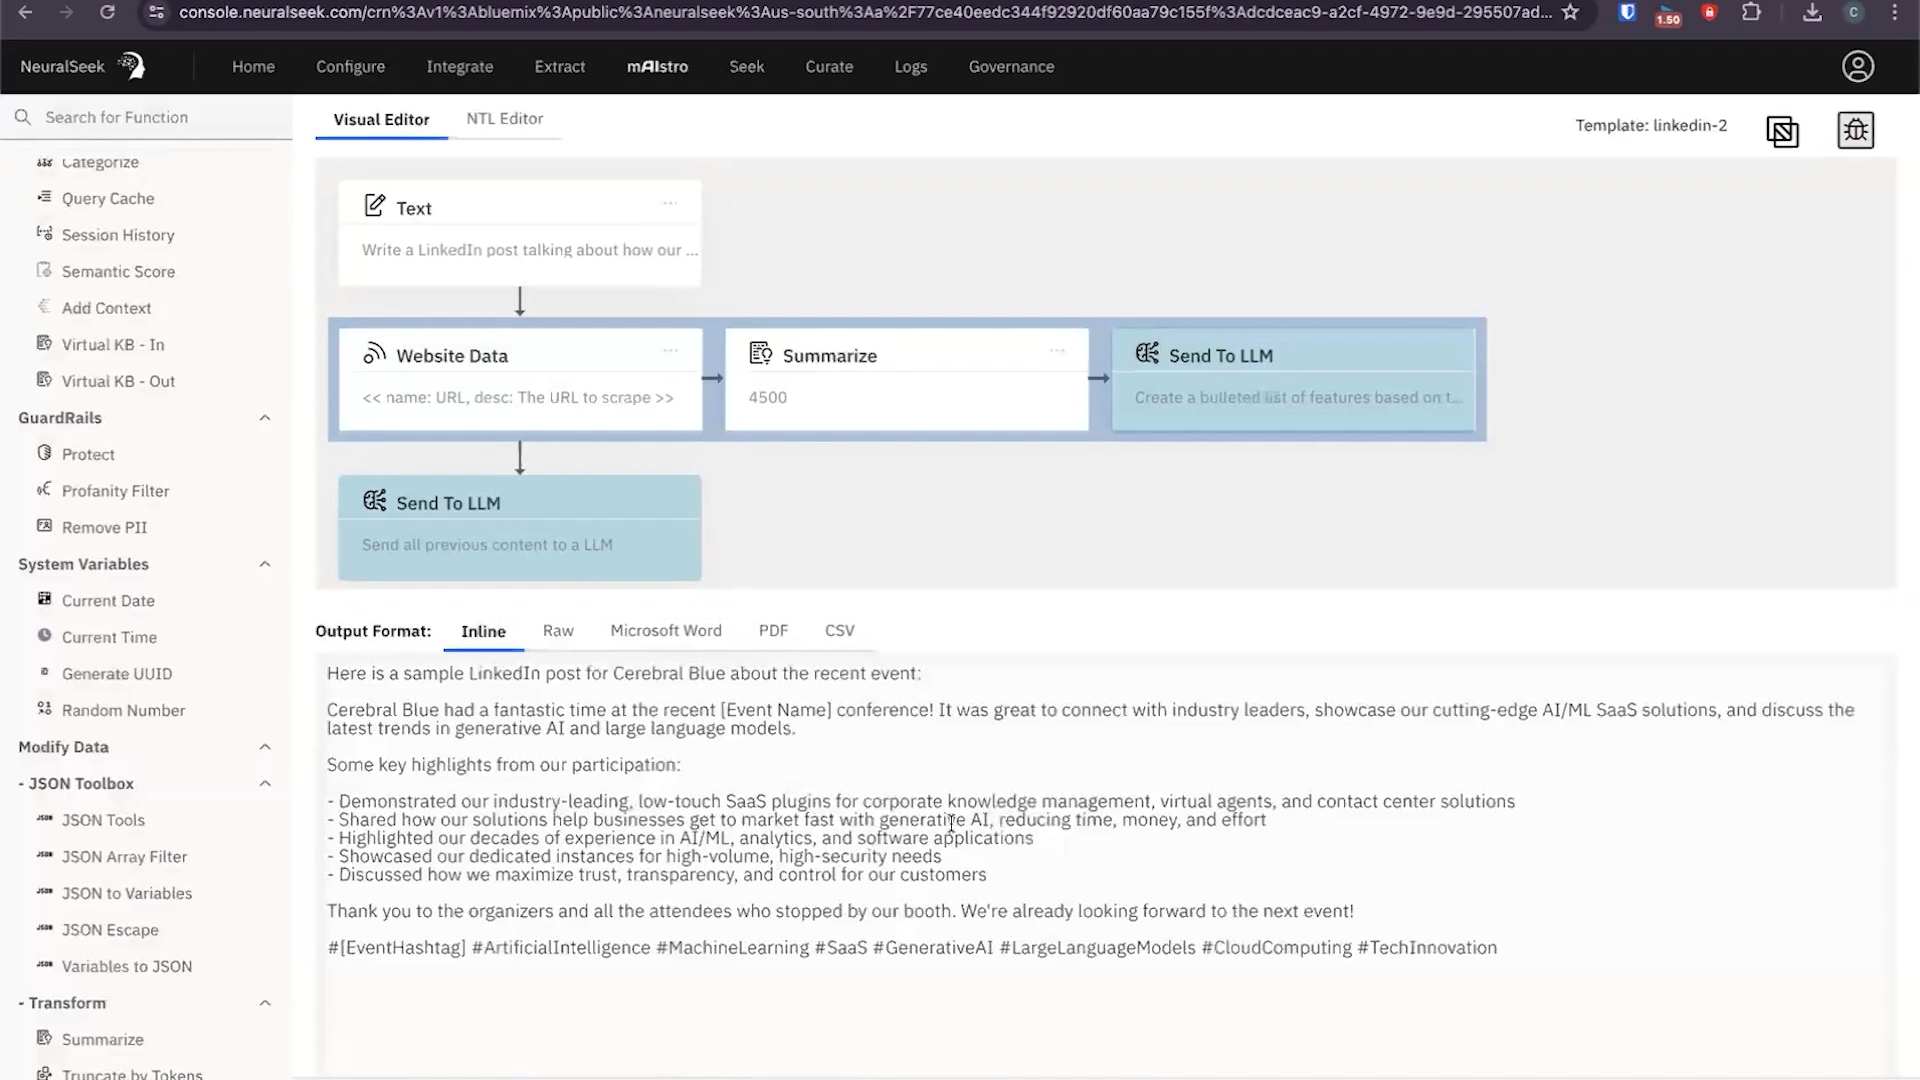 console.neuralseek.com/crn%3Av1%3Abluemix%3Apublic%3Aneuralseek%3Aus-south%3Aa%2F77ce40eedc344f92920df60aa79c155f%3Adcdceac9-a2cf-4972-9e9d-295507ad...
1.50
C
NeuralSeek
Home
Configure
Integrate
Extract
mAIstro
Seek
Curate
Logs
Governance
Search for Function
Visual Editor
NTL Editor
Template: linkedin-2
Categorize
Query Cache
Session History
Semantic Score
Add Context
Virtual KB - In
Virtual KB - Out
GuardRails
Protect
Profanity Filter
Remove PII
System Variables
Current Date
Current Time
Generate UUID
Random Number
Modify Data
- JSON Toolbox
JSON Tools
JSON Array Filter
JSON to Variables
JSON Escape
Variables to JSON
- Transform
Summarize
Truncate by Tokens
Text
Write a LinkedIn post talking about how our ...
Website Data
<< name: URL, desc: The URL to scrape >>
Summarize
4500
Send To LLM
Create a bulleted list of features based on t...
Send To LLM
Send all previous content to a LLM
Output Format:
Inline
Raw
Microsoft Word
PDF
CSV
Here is a sample LinkedIn post for Cerebral Blue about the recent event:
Cerebral Blue had a fantastic time at the recent [Event Name] conference! It was great to connect with industry leaders, showcase our cutting-edge AI/ML SaaS solutions, and discuss the
latest trends in generative AI and large language models.
Some key highlights from our participation:
- Demonstrated our industry-leading, low-touch SaaS plugins for corporate knowledge management, virtual agents, and contact center solutions
- Shared how our solutions help businesses get to market fast with generative AI, reducing time, money, and effort
- Highlighted our decades of experience in AI/ML, analytics, and software applications
- Showcased our dedicated instances for high-volume, high-security needs
- Discussed how we maximize trust, transparency, and control for our customers
Thank you to the organizers and all the attendees who stopped by our booth. We're already looking forward to the next event!
#[EventHashtag] #ArtificialIntelligence #MachineLearning #SaaS #GenerativeAI #LargeLanguageModels #CloudComputing #TechInnovation